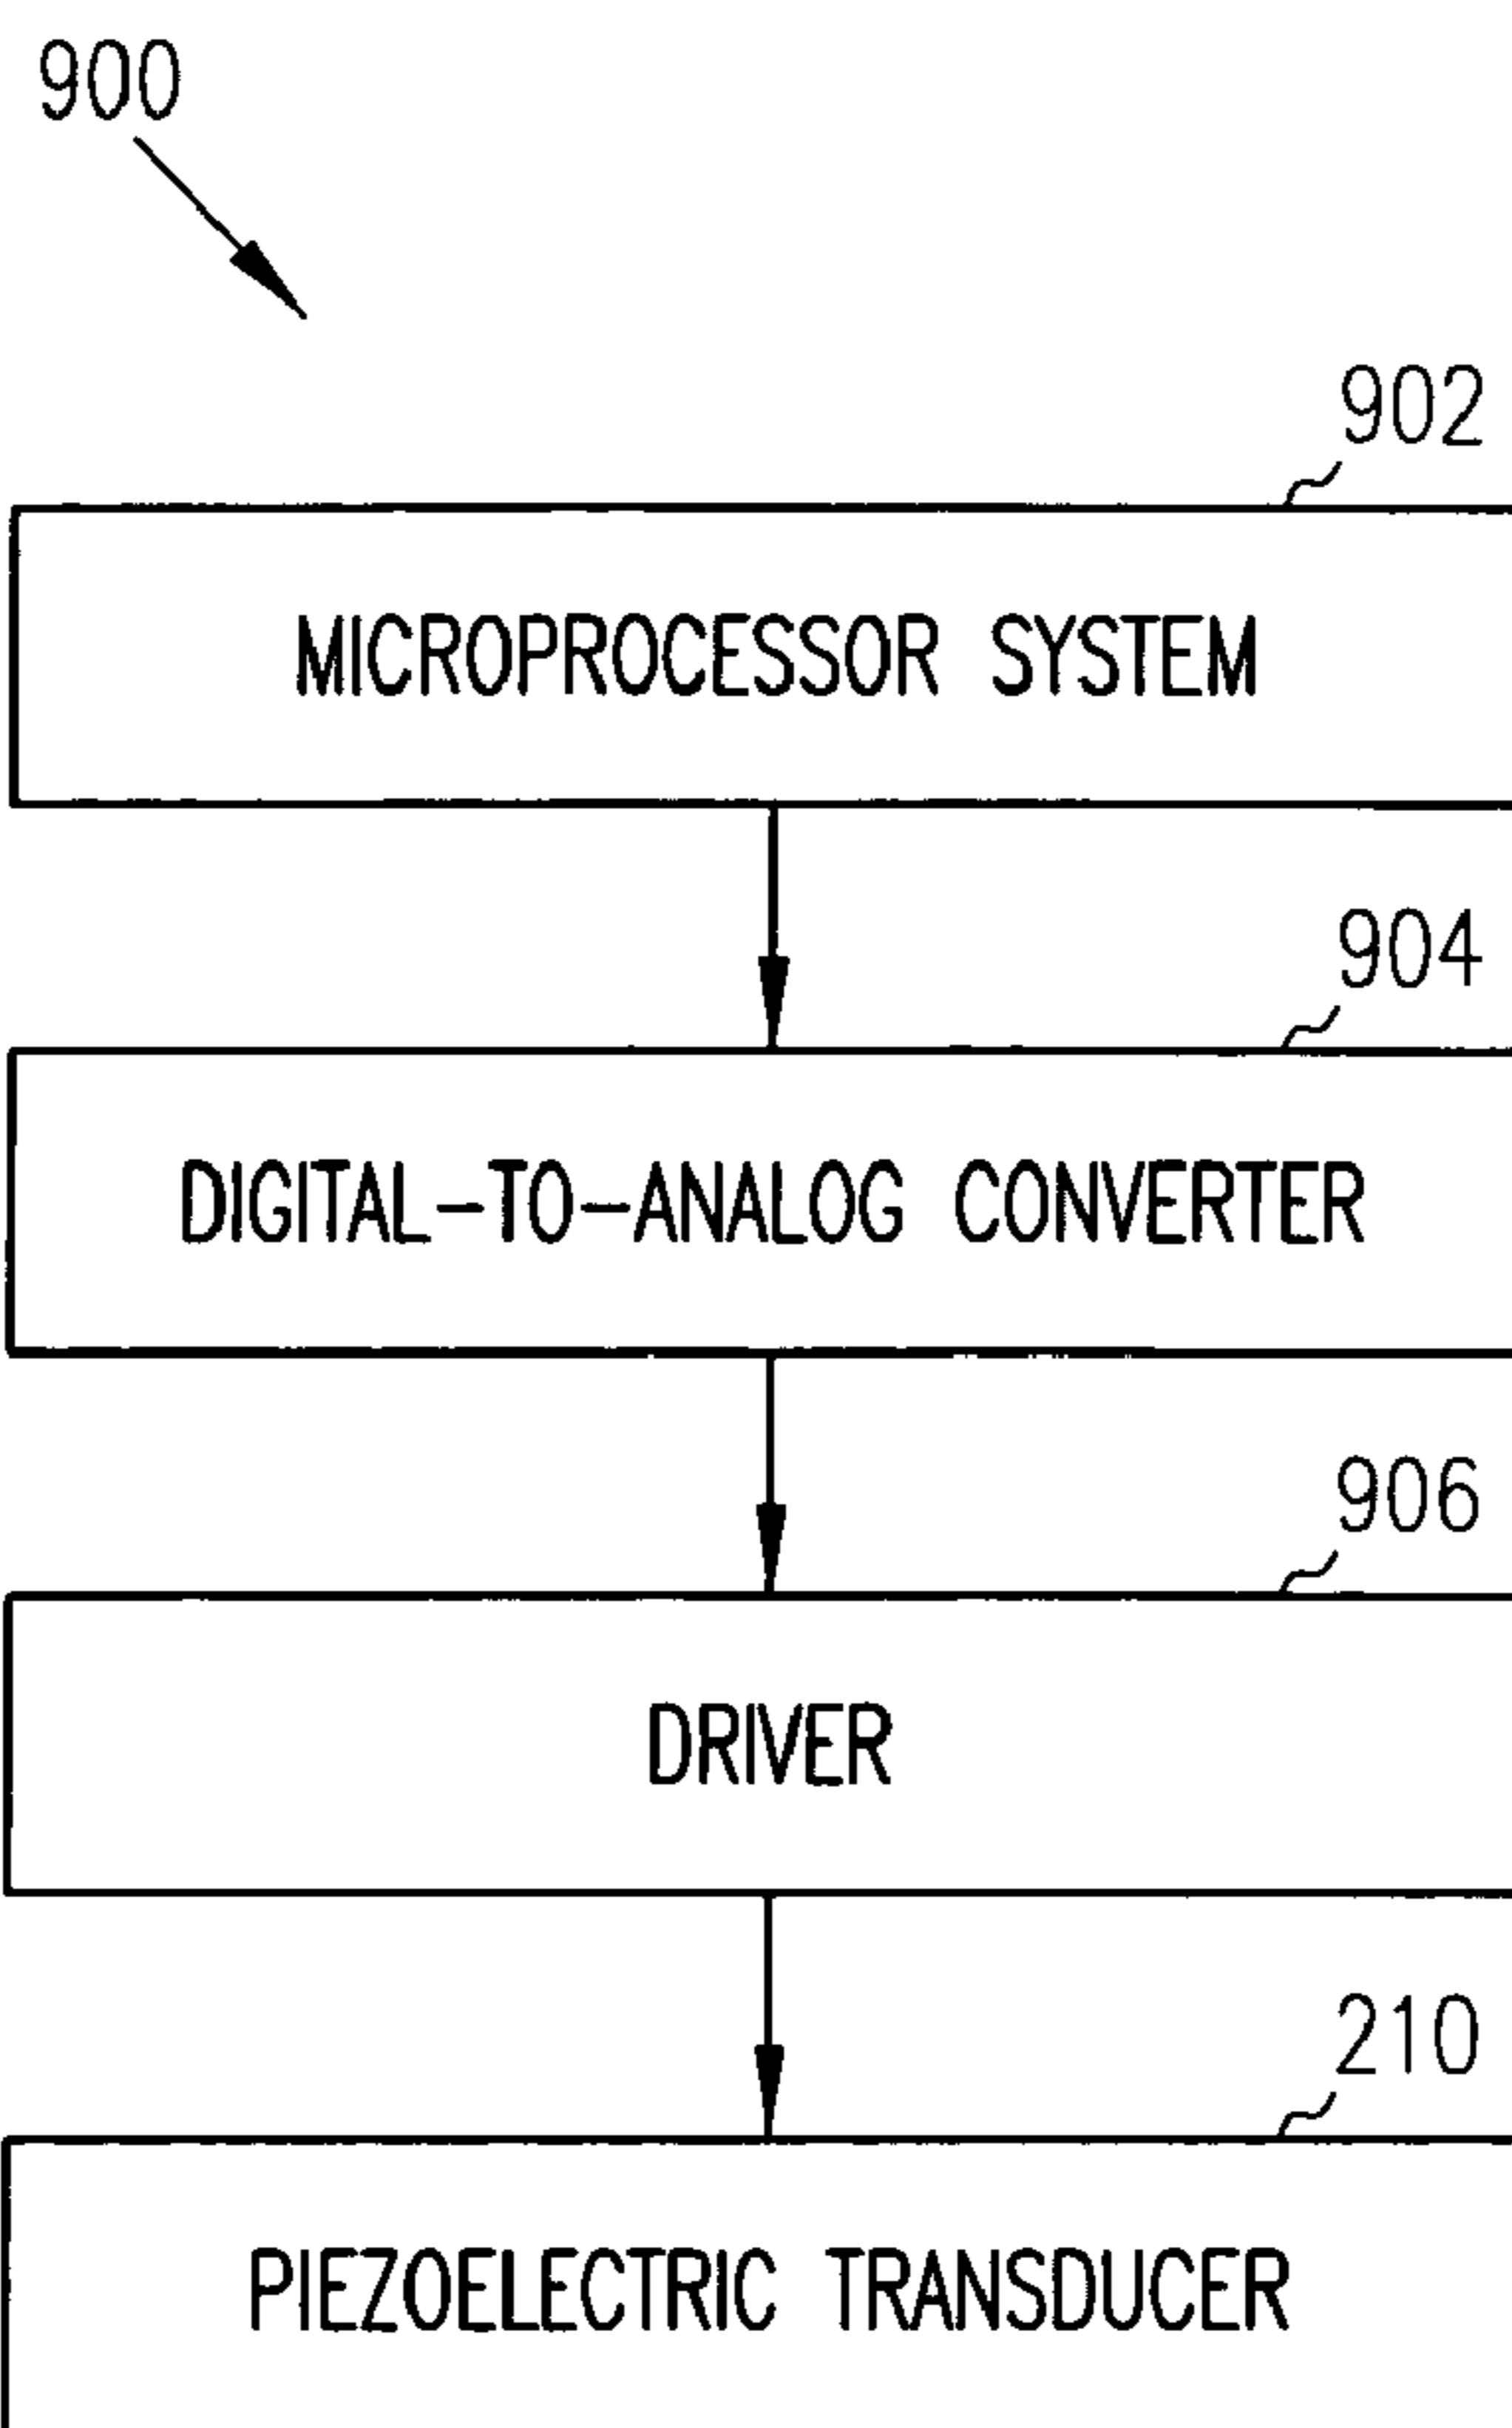 900
902
MICROPROCESSOR SYSTEM
904
DIGITAL-TO-ANALOG CONVERTER
906
DRIVER
210
PIEZOELECTRIC TRANSDUCER